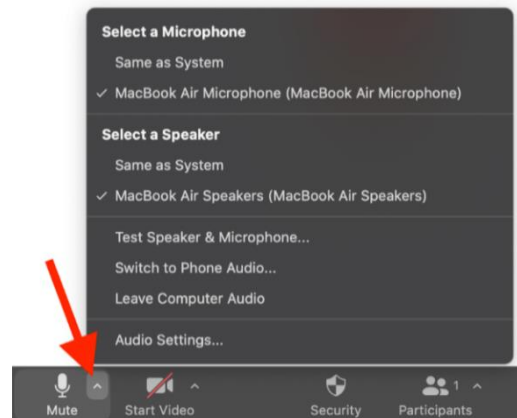 Select a Microphone
Same as System
✓ MacBook Air Microphone (MacBook Air Microphone)
Select a Speaker
Same as System
✓ MacBook Air Speakers (MacBook Air Speakers)
Test Speaker & Microphone...
Switch to Phone Audio...
Leave Computer Audio
Audio Settings...
1
Mute Start Video Security Participants